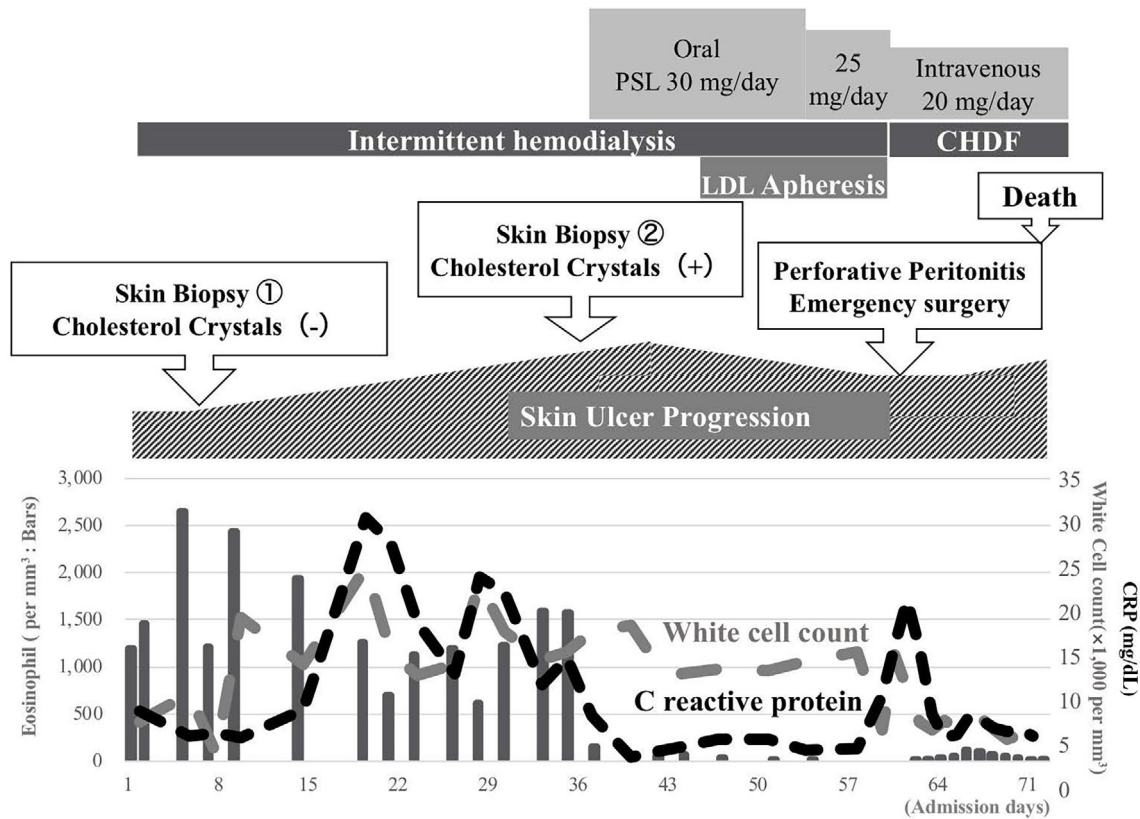 Oral
PSL 30 mg/day
25
mg/day
Intravenous
20 mg/day
Intermittent hemodialysis
CHDF
LDL Apheresis
Death
Skin Biopsy ②
Cholesterol Crystals (+)
Perforative Peritonitis
Emergency surgery
Skin Biopsy ①
Cholesterol Crystals (-)
Skin Ulcer Progression
Eosinophil ( per mm³ : Bars)
3,000
2,500
2,000
1,500
1,000
500
0
White cell count
C reactive protein
35
30
25
20
15
10
5
0
White Cell count(×1,000 per mm³)
CRP (mg/dL)
1
8
15
22
29
36
43
50
57
64
71
(Admission days)